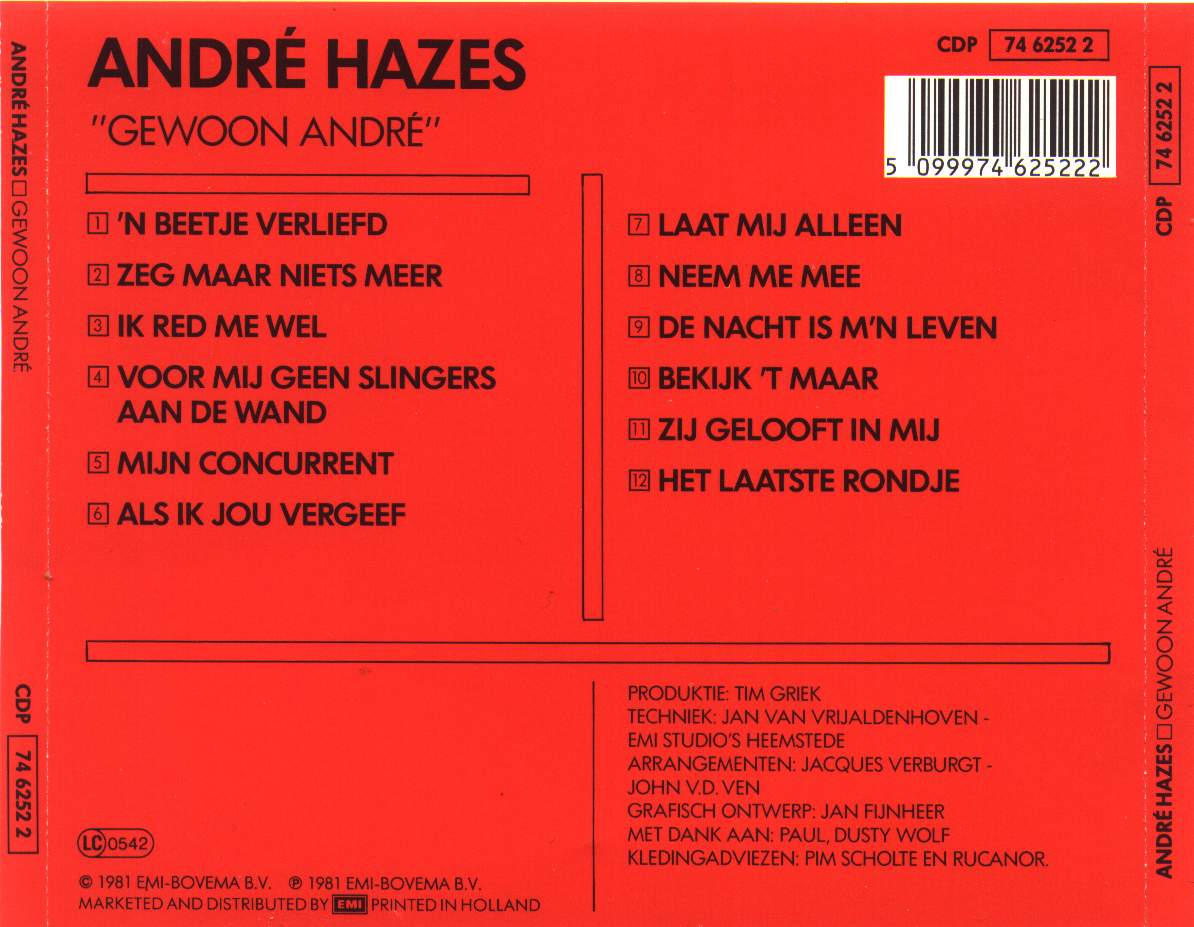 ANDRÉ HAZES
"GEWOON ANDRÉ"
CDP 74 6252 2
5 099974 625222
1 'N BEETJE VERLIEFD
2 ZEG MAAR NIETS MEER
3 IK RED ME WEL
4 VOOR MIJ GEEN SLINGERS
AAN DE WAND
5 MIJN CONCURRENT
6 ALS IK JOU VERGEEF
7 LAAT MIJ ALLEEN
8 NEEM ME MEE
9 DE NACHT IS M'N LEVEN
10 BEKIJK 'T MAAR
11 ZIJ GELOOFT IN MIJ
12 HET LAATSTE RONDJE
PRODUKTIE: TIM GRIEK
TECHNIEK: JAN VAN VRIJALDENHOVEN -
EMI STUDIO'S HEEMSTEDE
ARRANGEMENTEN: JACQUES VERBURGT -
JOHN V.D. VEN
GRAFISCH ONTWERP: JAN FIJNHEER
MET DANK AAN: PAUL, DUSTY WOLF
KLEDINGADVIEZEN: PIM SCHOLTE EN RUCANOR.
LC 0542
© 1981 EMI-BOVEMA B.V. ℗ 1981 EMI-BOVEMA B.V.
MARKETED AND DISTRIBUTED BY EMI PRINTED IN HOLLAND
ANDRÉ HAZES □ GEWOON ANDRÉ
CDP 74 6252 2
CDP 74 6252 2
ANDRÉ HAZES □ GEWOON ANDRÉ